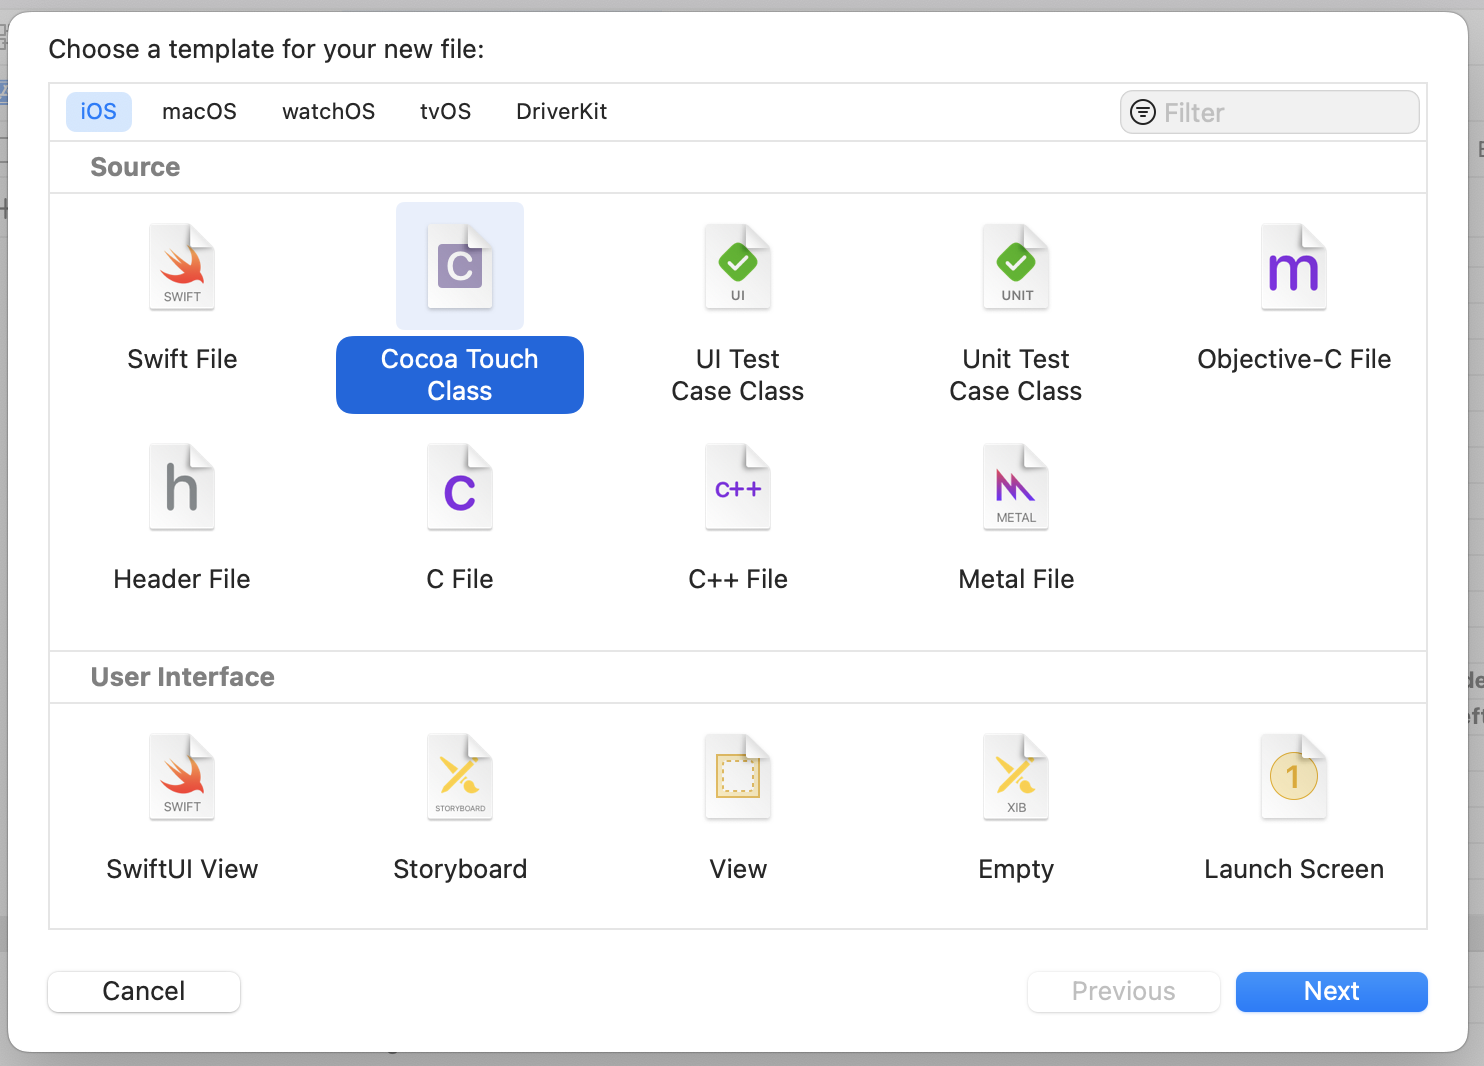 Choose a template for your new file:
iOS macOS watchOS tvOS DriverKit Filter
Source
SWIFT C UI UNIT m
Swift File Cocoa Touch Class UI Test Case Class Unit Test Case Class Objective-C File
h C C++ METAL
Header File C File C++ File Metal File
User Interface
SWIFT STORYBOARD XIB 1
SwiftUI View Storyboard View Empty Launch Screen
Cancel Previous Next